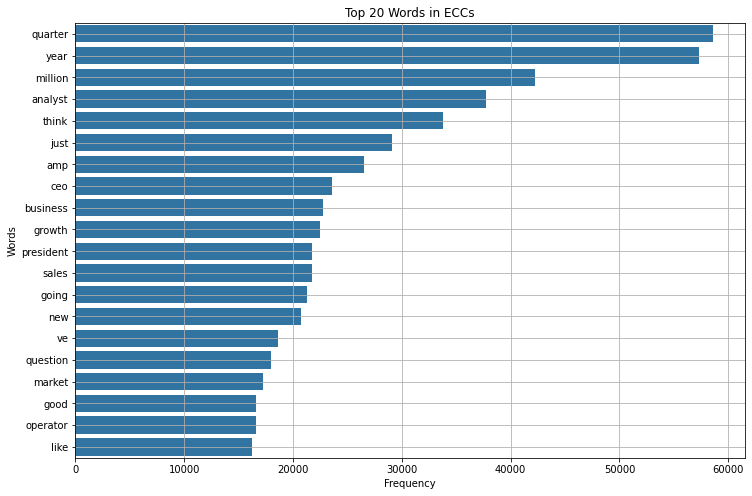 Top 20 Words in ECCs
Words
quarter
year
million
analyst
think
just
amp
ceo
business
growth
president
sales
going
new
ve
question
market
good
operator
like
0 10000 20000 30000 40000 50000 60000
Frequency